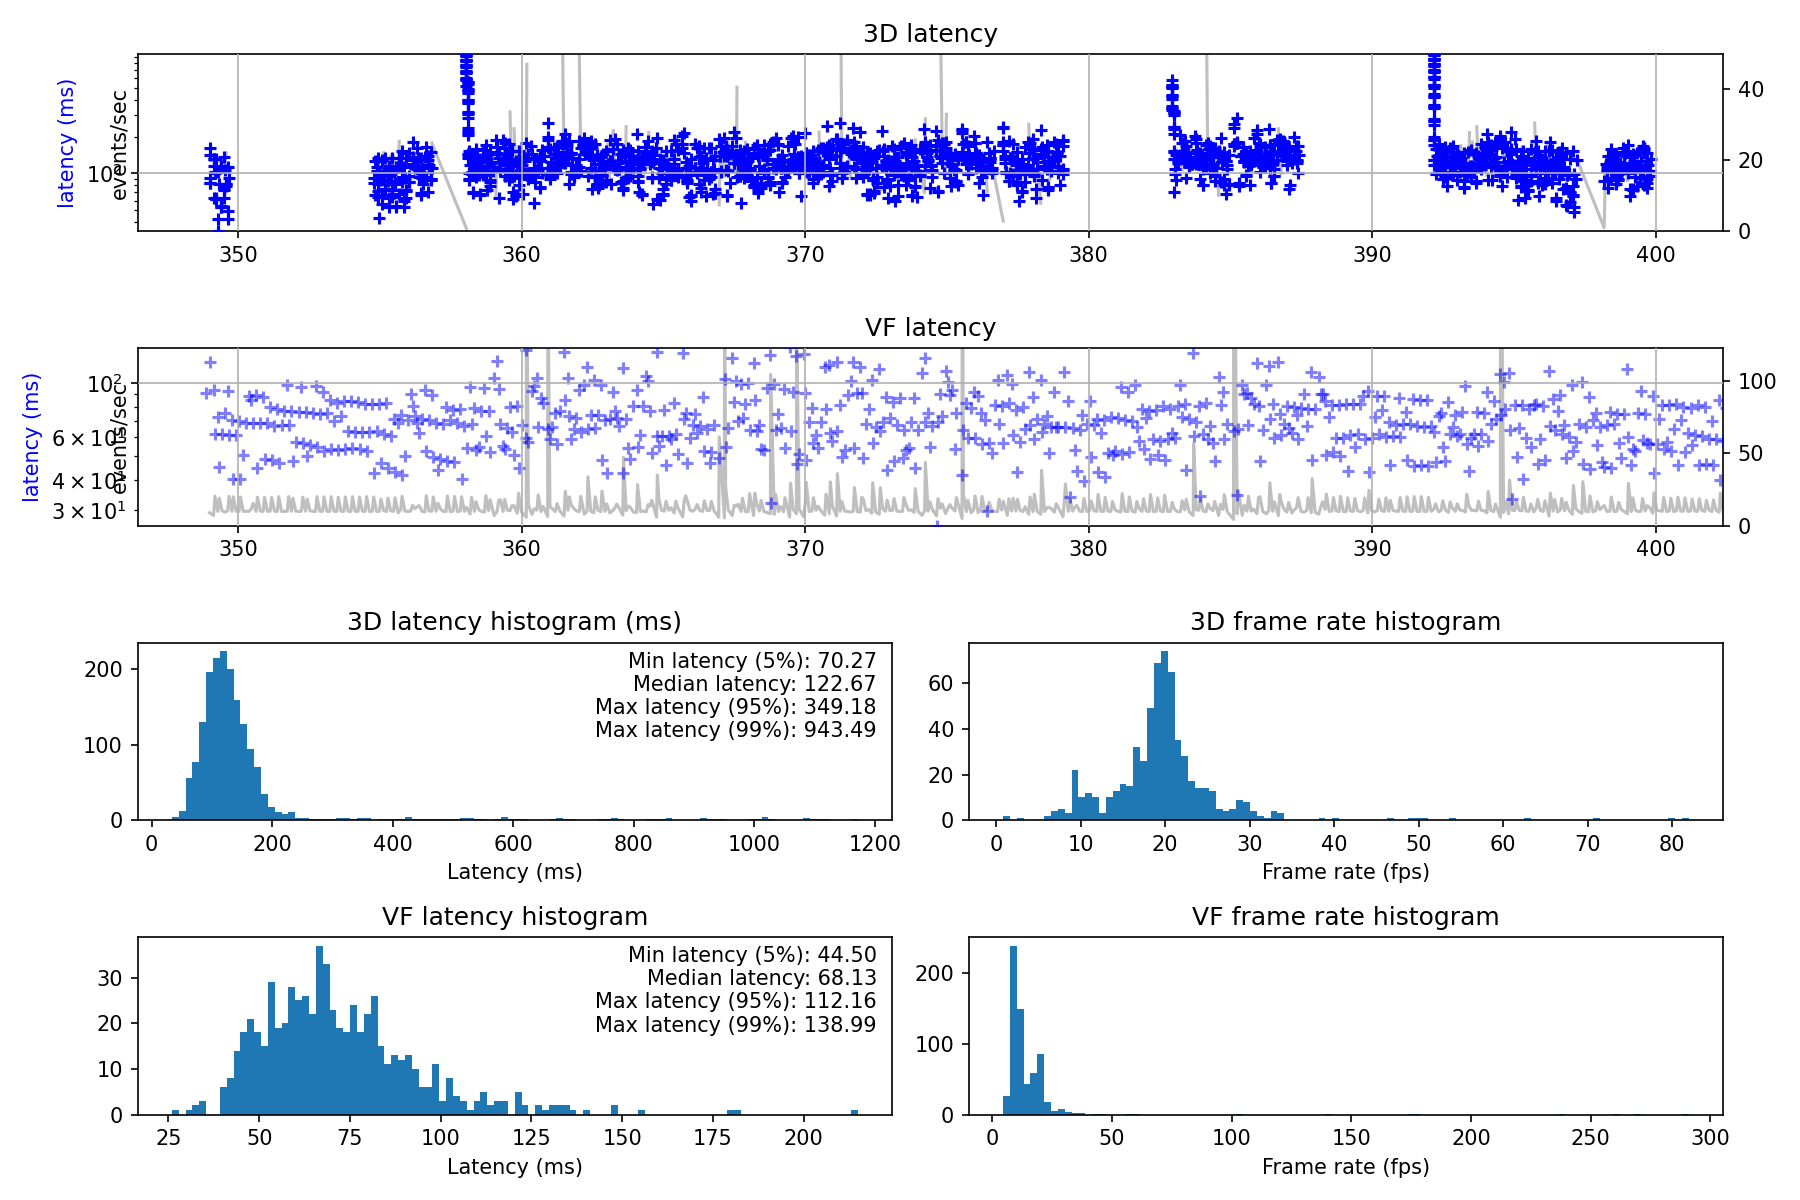 3D latency
latency (ms)
events/sec
10²
40
20
0
350 360 370 380 390 400
VF latency
latency (ms)
events/sec
10²
6 × 10¹
4 × 10¹
3 × 10¹
100
50
0
350 360 370 380 390 400
3D latency histogram (ms)
200
100
0
Min latency (5%): 70.27
Median latency: 122.67
Max latency (95%): 349.18
Max latency (99%): 943.49
0 200 400 600 800 1000 1200
Latency (ms)
3D frame rate histogram
60
40
20
0
0 10 20 30 40 50 60 70 80
Frame rate (fps)
VF latency histogram
30
20
10
0
Min latency (5%): 44.50
Median latency: 68.13
Max latency (95%): 112.16
Max latency (99%): 138.99
25 50 75 100 125 150 175 200
Latency (ms)
VF frame rate histogram
200
100
0
0 50 100 150 200 250 300
Frame rate (fps)